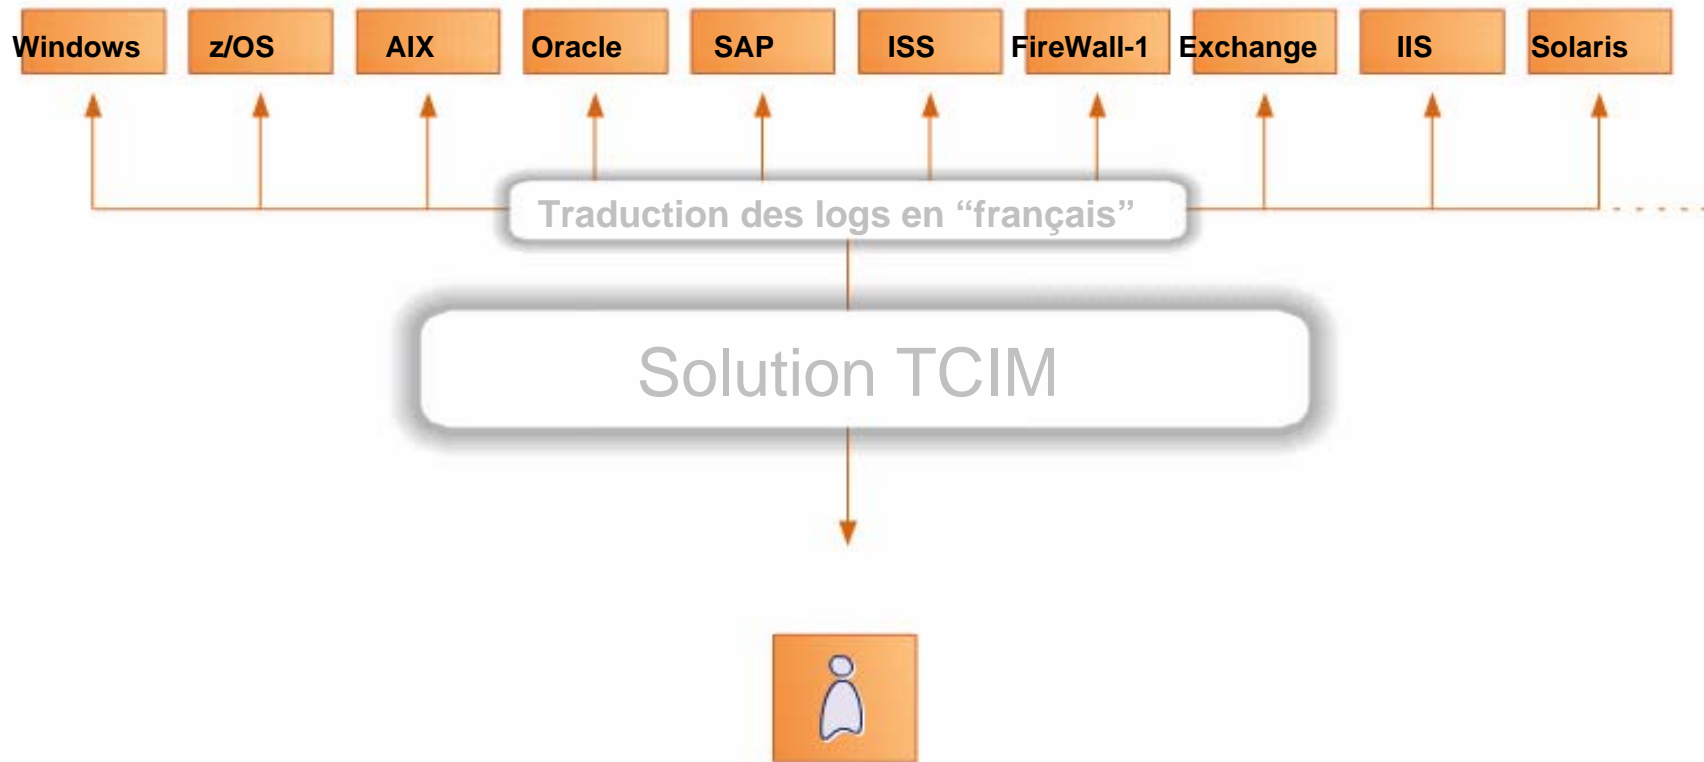 Windows z/OS AIX Oracle SAP ISS FireWall-1 Exchange IIS Solaris
Traduction des logs en “français”
Solution TCIM